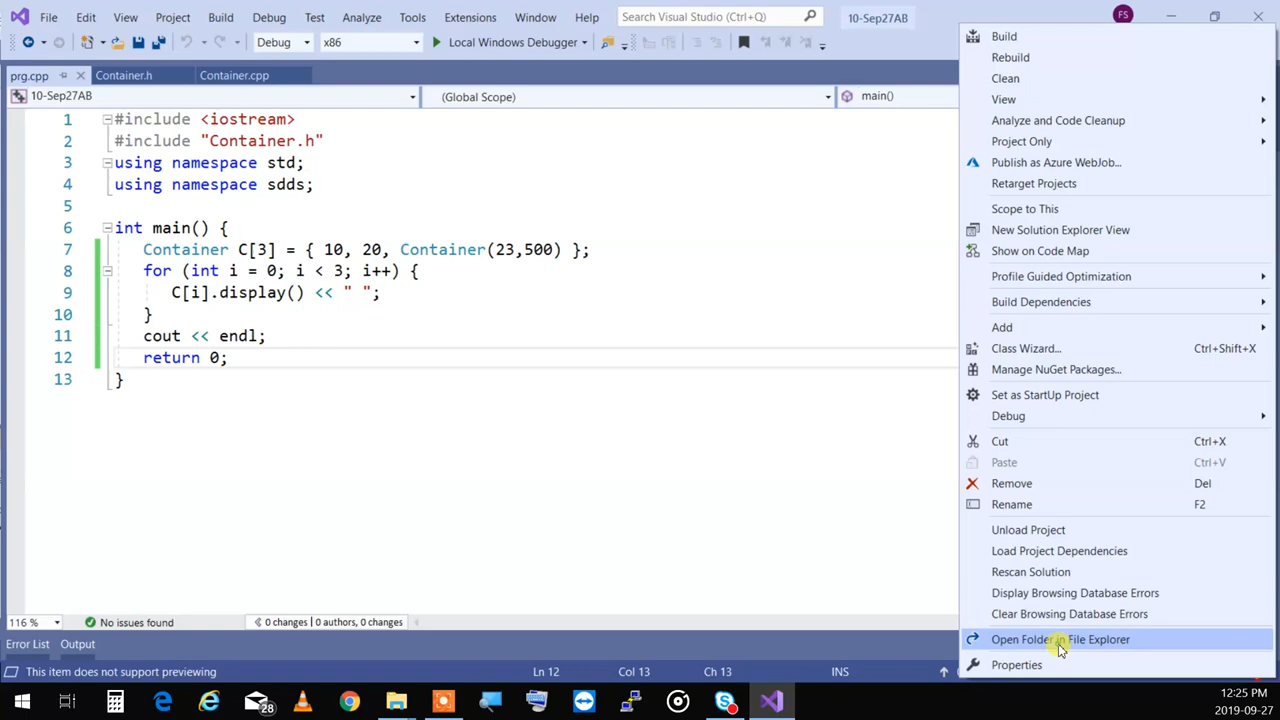 File Edit View Project Build Debug Test Analyze Tools Extensions Window Help Search Visual Studio (Ctrl+Q) 10-Sep27AB FS
Debug x86 Local Windows Debugger
prg.cpp Container.h Container.cpp
10-Sep27AB (Global Scope) main()
1 #include <iostream>
2 #include "Container.h"
3 using namespace std;
4 using namespace sdds;
5
6 int main() {
7 Container C[3] = { 10, 20, Container(23,500) };
8 for (int i = 0; i < 3; i++) {
9 C[i].display() << " ";
10 }
11 cout << endl;
12 return 0;
13 }
116 % No issues found 0 changes | 0 authors, 0 changes
Error List Output
This item does not support previewing Ln 12 Col 13 Ch 13 INS
Build
Rebuild
Clean
View
Analyze and Code Cleanup
Project Only
Publish as Azure WebJob...
Retarget Projects
Scope to This
New Solution Explorer View
Show on Code Map
Profile Guided Optimization
Build Dependencies
Add
Class Wizard... Ctrl+Shift+X
Manage NuGet Packages...
Set as StartUp Project
Debug
Cut Ctrl+X
Paste Ctrl+V
Remove Del
Rename F2
Unload Project
Load Project Dependencies
Rescan Solution
Display Browsing Database Errors
Clear Browsing Database Errors
Open Folder in File Explorer
Properties
28
12:25 PM
2019-09-27